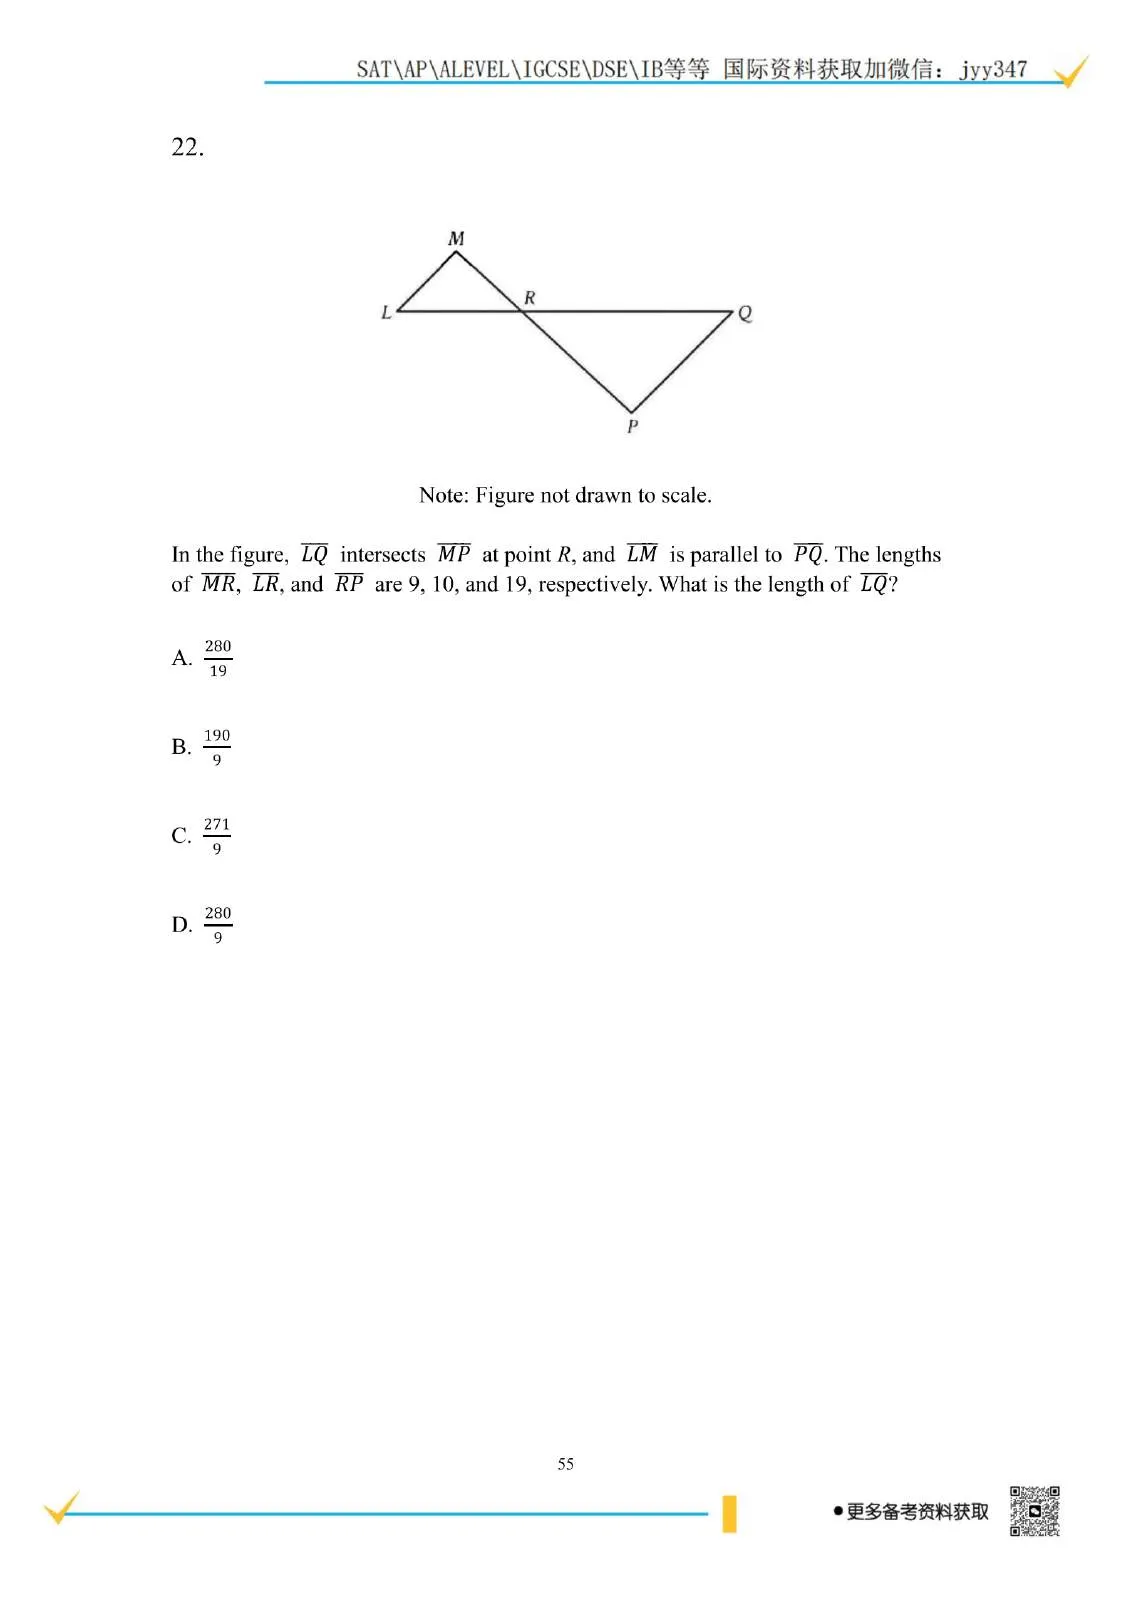 SAT\AP\ALEVEL\IGCSE\DSE\IB等等 国际资料获取加微信：jyy347
22.
M
R
L
Q
P
Note: Figure not drawn to scale.
In the figure, LQ intersects MP at point R, and LM is parallel to PQ. The lengths
of MR, LR, and RP are 9, 10, and 19, respectively. What is the length of LQ?
A. 280/19
B. 190/9
C. 271/9
D. 280/9
55
●更多备考资料获取